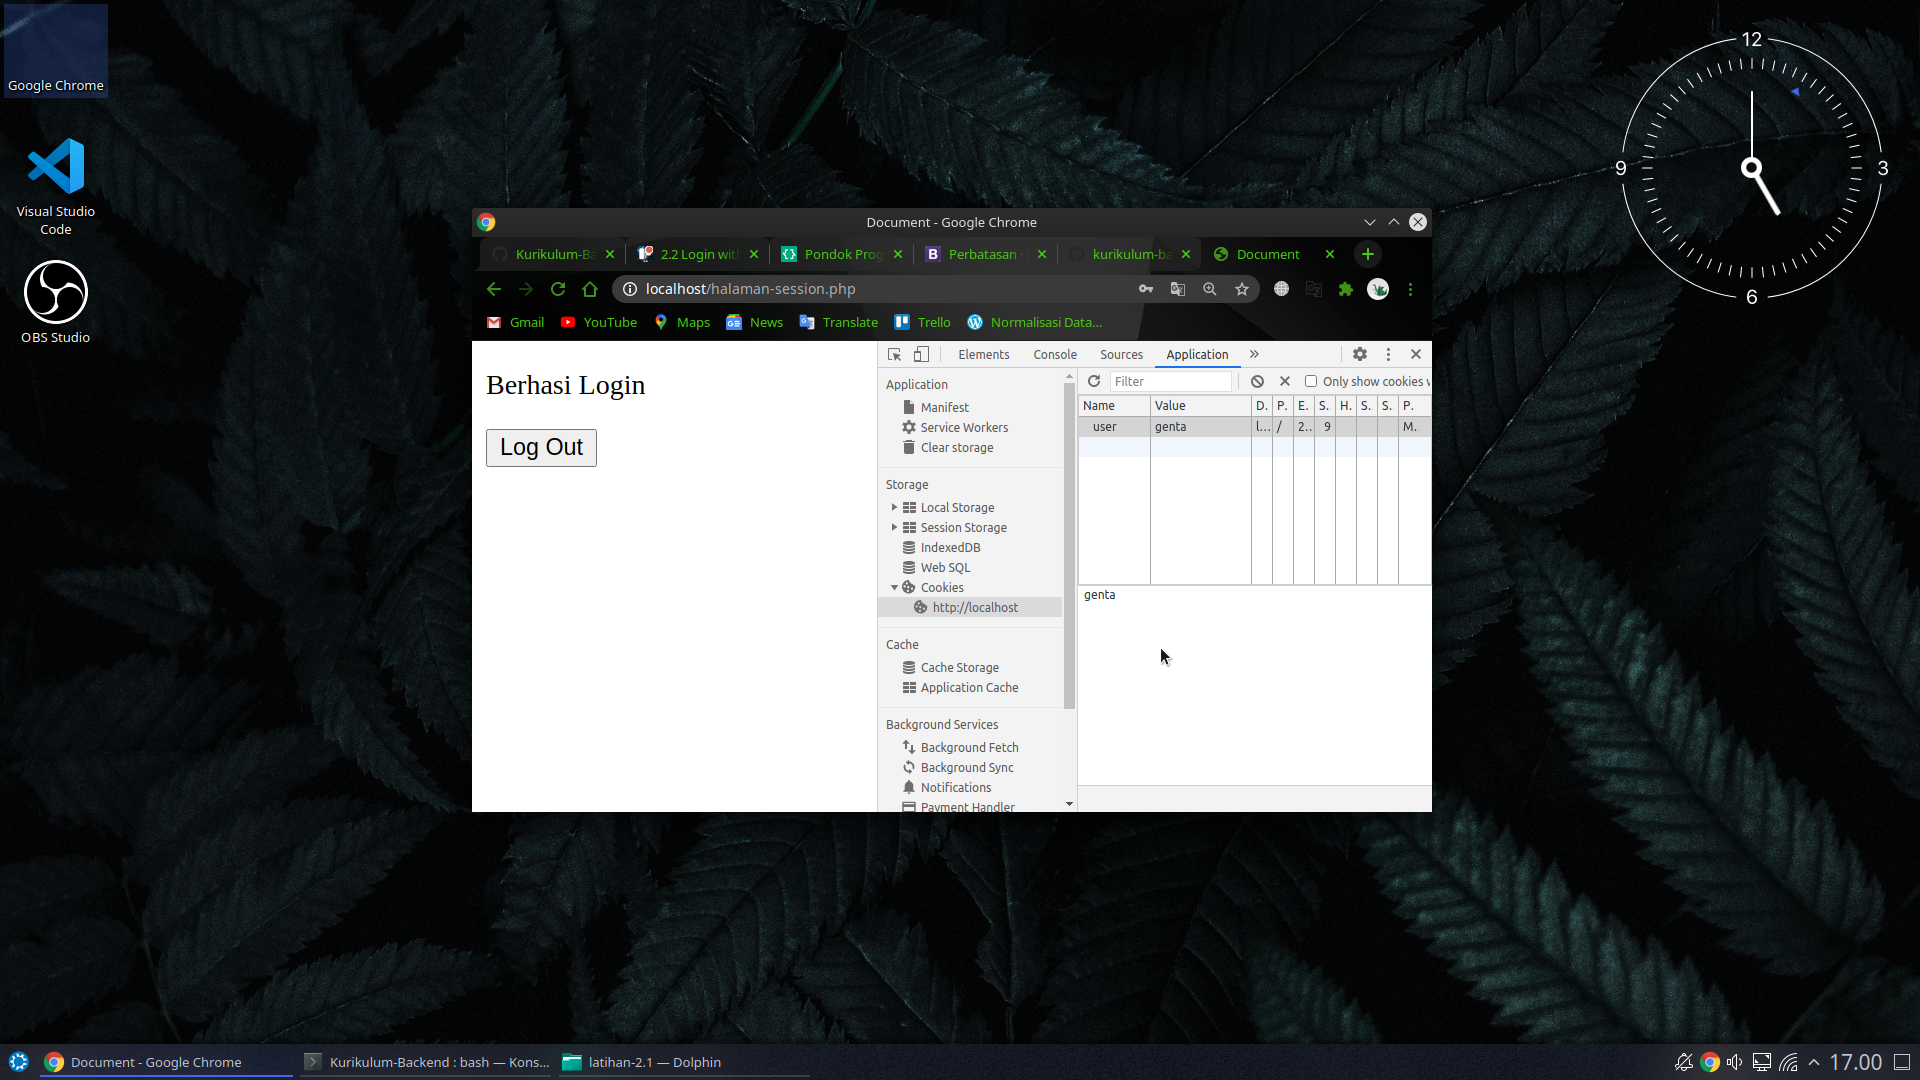 Google Chrome
Visual Studio
Code
OBS Studio
12
3
6
9
Document - Google Chrome
Kurikulum-Ba
2.2 Login with
Pondok Prog
Perbatasan ·
kurikulum-ba
Document
localhost/halaman-session.php
Gmail
YouTube
Maps
News
Translate
Trello
Normalisasi Data...
Berhasi Login
Log Out
Elements
Console
Sources
Application
»
Application
Manifest
Service Workers
Clear storage
Storage
Local Storage
Session Storage
IndexedDB
Web SQL
Cookies
http://localhost
Cache
Cache Storage
Application Cache
Background Services
Background Fetch
Background Sync
Notifications
Payment Handler
Filter
Only show cookies
Name Value D. P. E. S. H. S. S. P.
user genta l... / 2.. 9 M.
genta
Document - Google Chrome
Kurikulum-Backend : bash — Kons...
latihan-2.1 — Dolphin
17.00